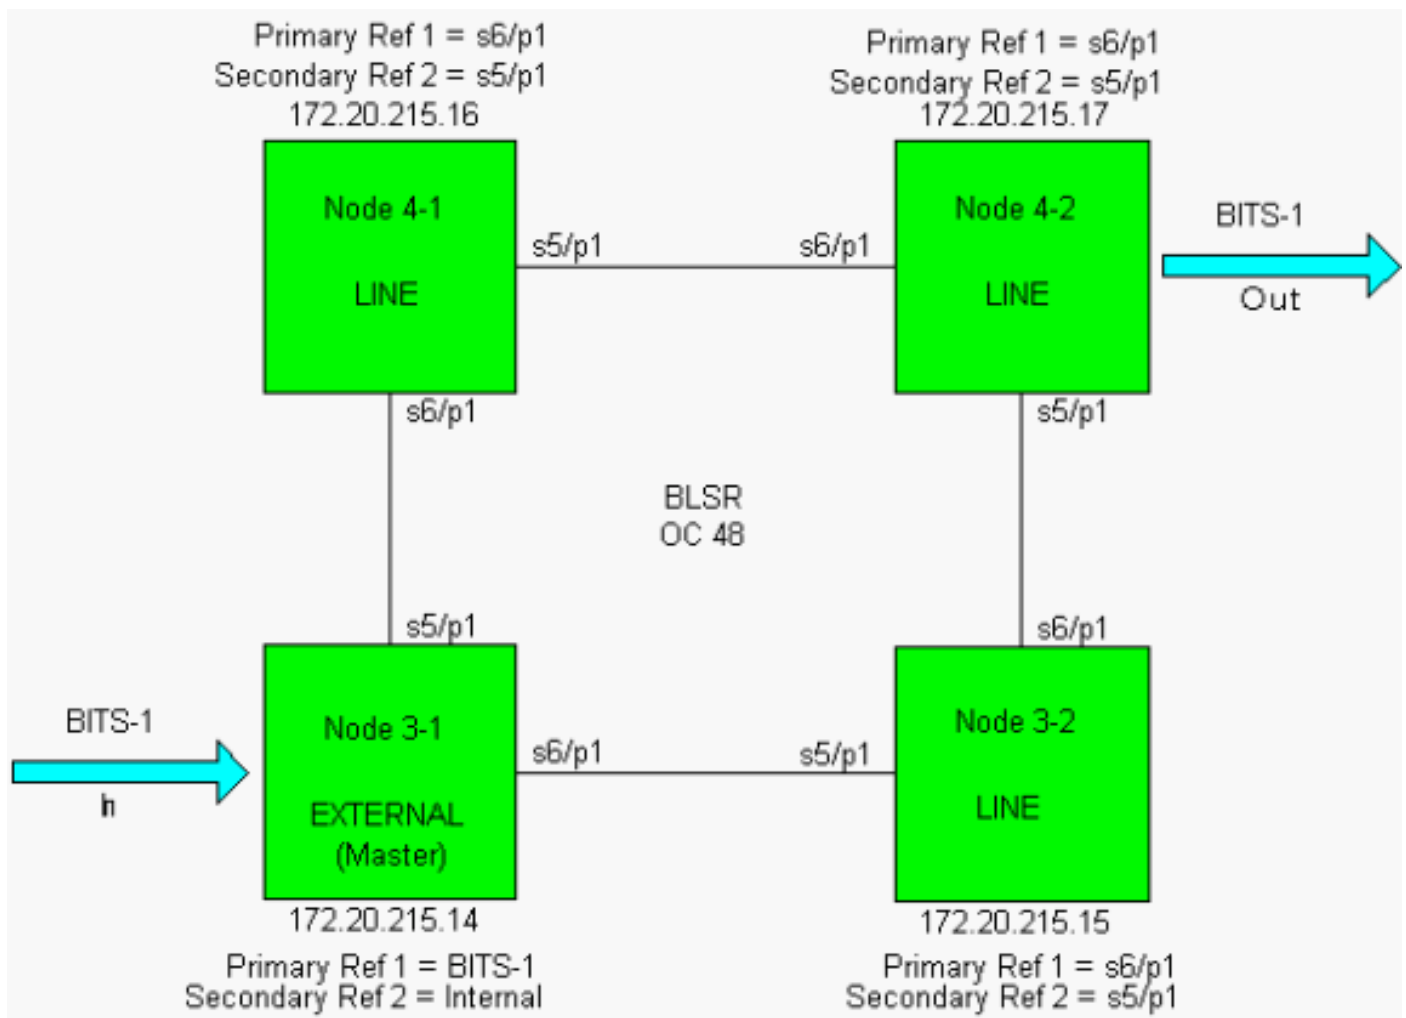 Primary Ref 1 = s6/p1
Secondary Ref 2 = s5/p1
172.20.215.16
Primary Ref 1 = s6/p1
Secondary Ref 2 = s5/p1
172.20.215.17
Node 4-1
LINE
s5/p1
s6/p1
Node 4-2
LINE
BITS-1
Out
s6/p1
s5/p1
BLSR
OC 48
s5/p1
s6/p1
BITS-1
In
Node 3-1
EXTERNAL
(Master)
s6/p1
s5/p1
Node 3-2
LINE
172.20.215.14
Primary Ref 1 = BITS-1
Secondary Ref 2 = Internal
172.20.215.15
Primary Ref 1 = s6/p1
Secondary Ref 2 = s5/p1